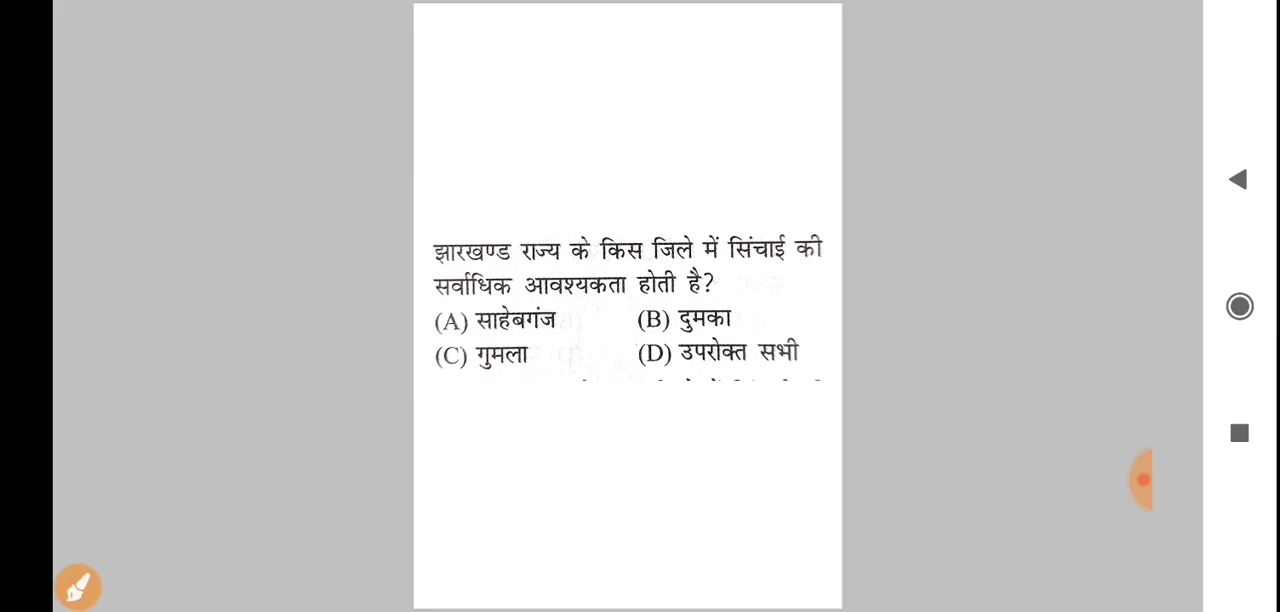 झारखण्ड राज्य के किस जिले में सिंचाई की
सर्वाधिक आवश्यकता होती है?
(A) साहेबगंज (B) दुमका
(C) गुमला (D) उपरोक्त सभी